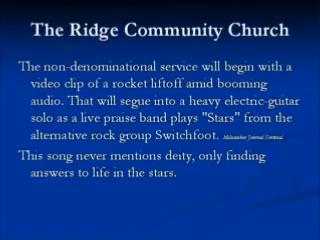 The Ridge Community Church
The non-denominational service will begin with a
video clip of a rocket liftoff amid booming
audio. That will segue into a heavy electric-guitar
solo as a live praise band plays "Stars" from the
alternative rock group Switchfoot. Milwaukee Journal Sentinel
This song never mentions deity, only finding
answers to life in the stars.